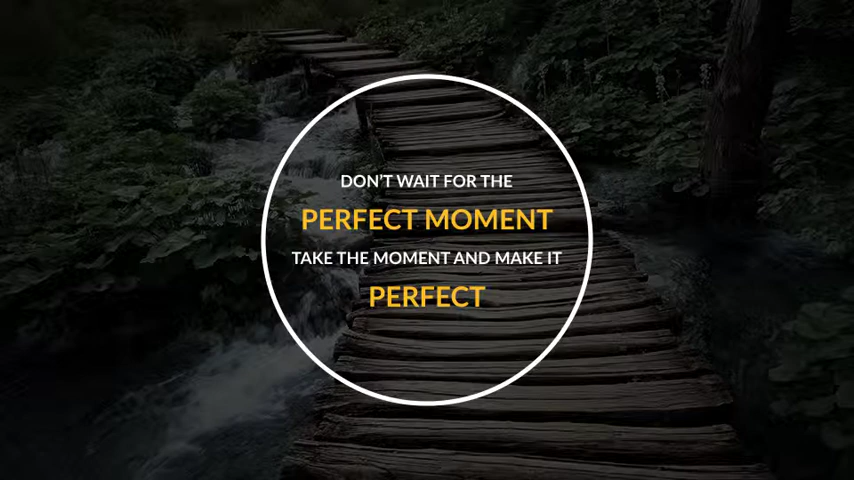 DON'T WAIT FOR THE
PERFECT MOMENT
TAKE THE MOMENT AND MAKE IT
PERFECT